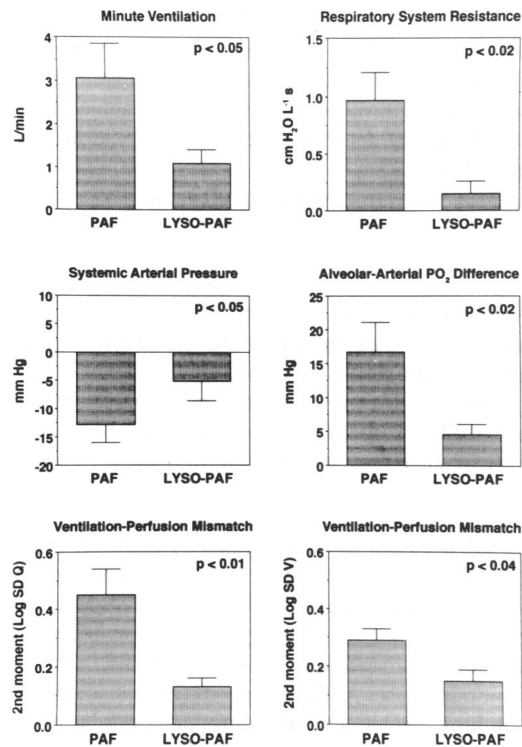 Minute Ventilation
p < 0.05
L/min
4
3
2
1
0
PAF LYSO-PAF
Respiratory System Resistance
p < 0.02
cm H₂O L⁻¹ s
1.5
1.0
0.5
0.0
PAF LYSO-PAF
Systemic Arterial Pressure
p < 0.05
mm Hg
10
5
0
-5
-10
-15
-20
PAF LYSO-PAF
Alveolar-Arterial PO₂ Difference
p < 0.02
mm Hg
25
20
15
10
5
0
PAF LYSO-PAF
Ventilation-Perfusion Mismatch
p < 0.01
2nd moment (Log SD Q)
0.6
0.4
0.2
0.0
PAF LYSO-PAF
Ventilation-Perfusion Mismatch
p < 0.04
2nd moment (Log SD V)
0.6
0.4
0.2
0.0
PAF LYSO-PAF